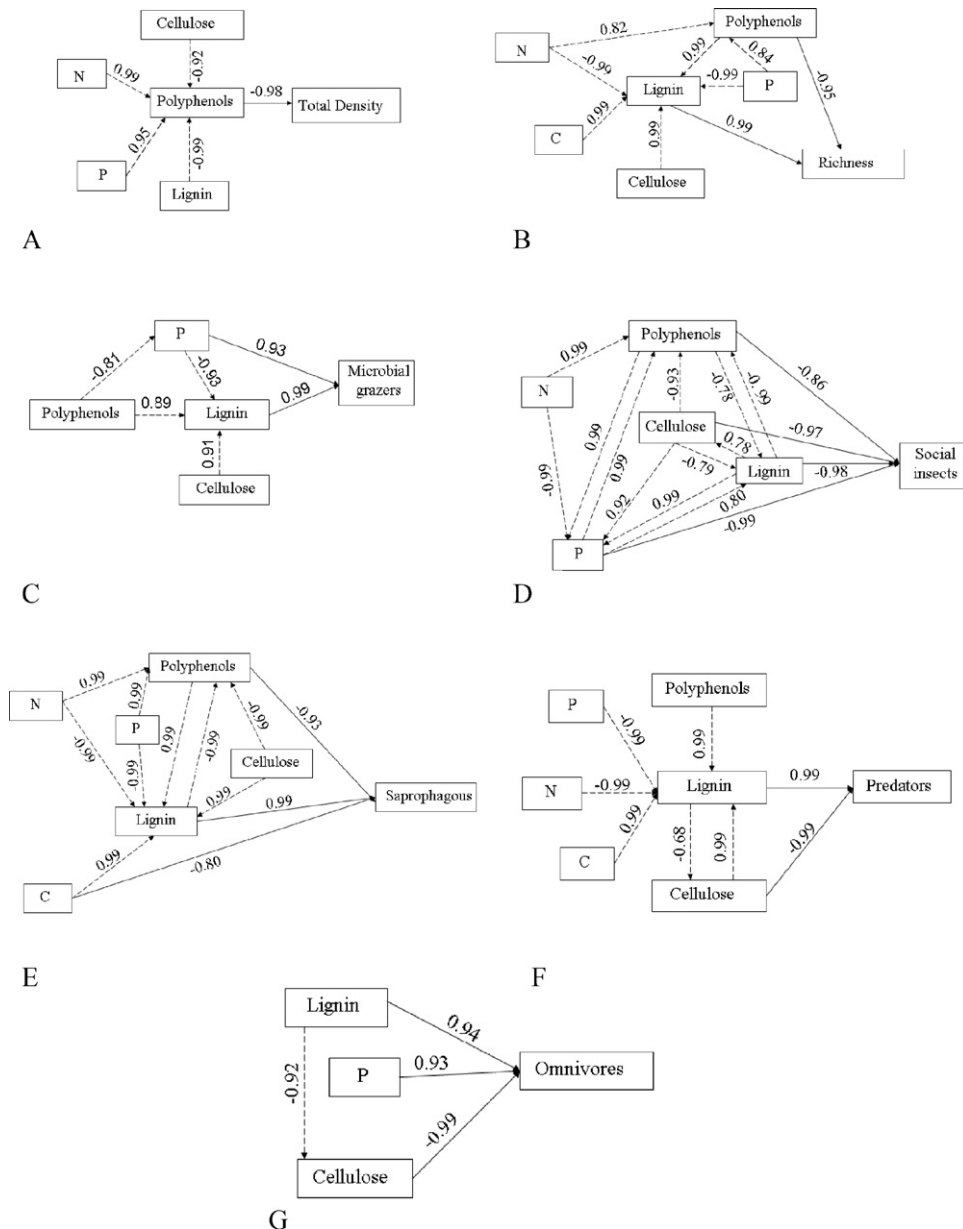 Cellulose
-0.92
N
0.99
Polyphenols
-0.98
Total Density
P
0.95
-0.99
Lignin
A
Polyphenols
N
0.82
-0.99
0.99
0.84
Lignin
-0.99
P
-0.95
C
0.99
0.99
0.99
Cellulose
Richness
B
P
-0.81
-0.93
0.93
Microbial
grazers
Polyphenols
0.89
Lignin
0.99
0.91
Cellulose
C
Polyphenols
0.99
N
-0.93
-0.78
-0.99
-0.86
Cellulose
-0.97
0.99
0.99
-0.79
0.78
Lignin
-0.98
Social
insects
-0.99
0.92
0.99
0.80
-0.99
P
D
Polyphenols
N
0.99
0.99
P
-0.99
-0.99
0.99
-0.99
-0.99
Cellulose
-0.93
0.99
Lignin
0.99
Saprophagous
0.99
-0.80
C
E
P
Polyphenols
-0.99
0.99
N
-0.99
Lignin
0.99
Predators
C
0.99
-0.68
0.99
-0.99
Cellulose
F
Lignin
0.94
P
0.93
Omnivores
-0.92
-0.99
Cellulose
G